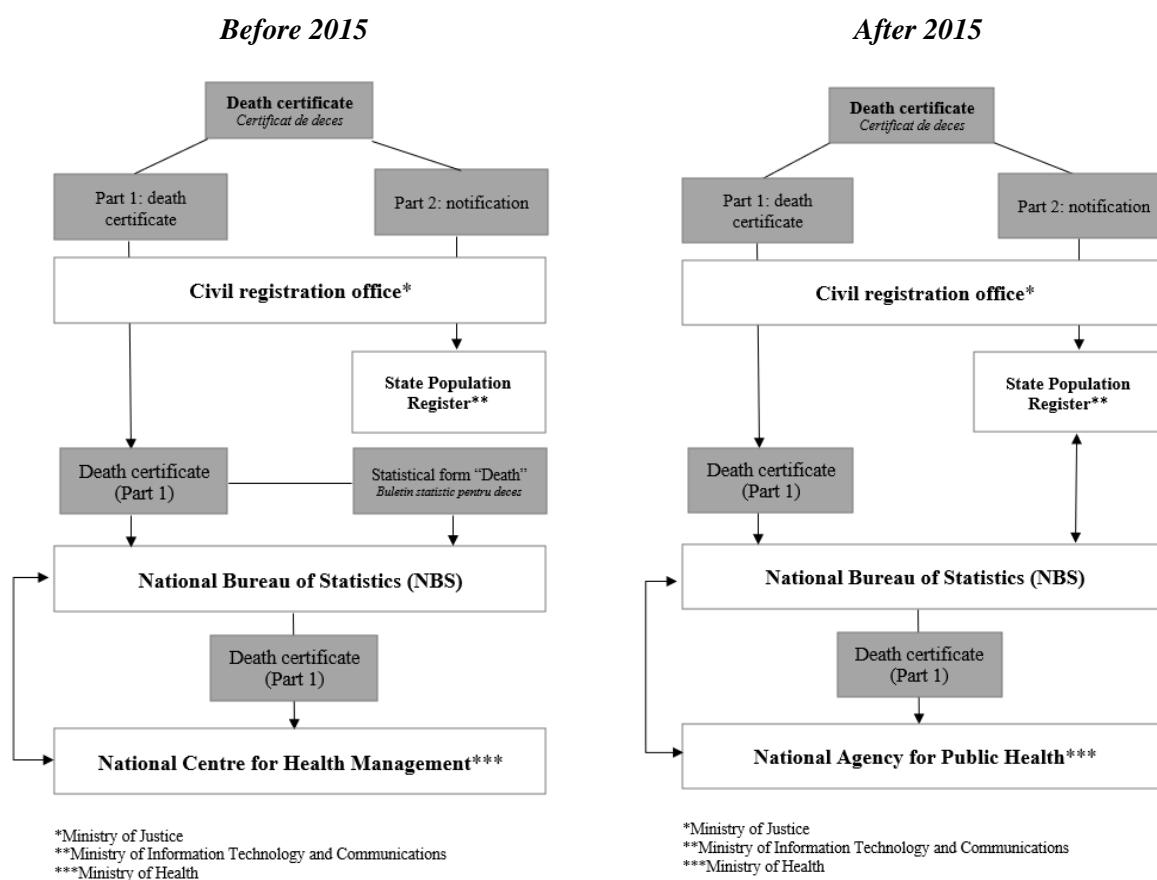 Before 2015
Death certificate
Certificat de deces
Part 1: death
certificate
Part 2: notification
Civil registration office*
State Population
Register**
Death certificate
(Part 1)
Statistical form “Death”
Buletin statistic pentru deces
National Bureau of Statistics (NBS)
Death certificate
(Part 1)
National Centre for Health Management***
*Ministry of Justice
**Ministry of Information Technology and Communications
***Ministry of Health
After 2015
Death certificate
Certificat de deces
Part 1: death
certificate
Part 2: notification
Civil registration office*
State Population
Register**
Death certificate
(Part 1)
National Bureau of Statistics (NBS)
Death certificate
(Part 1)
National Agency for Public Health***
*Ministry of Justice
**Ministry of Information Technology and Communications
***Ministry of Health